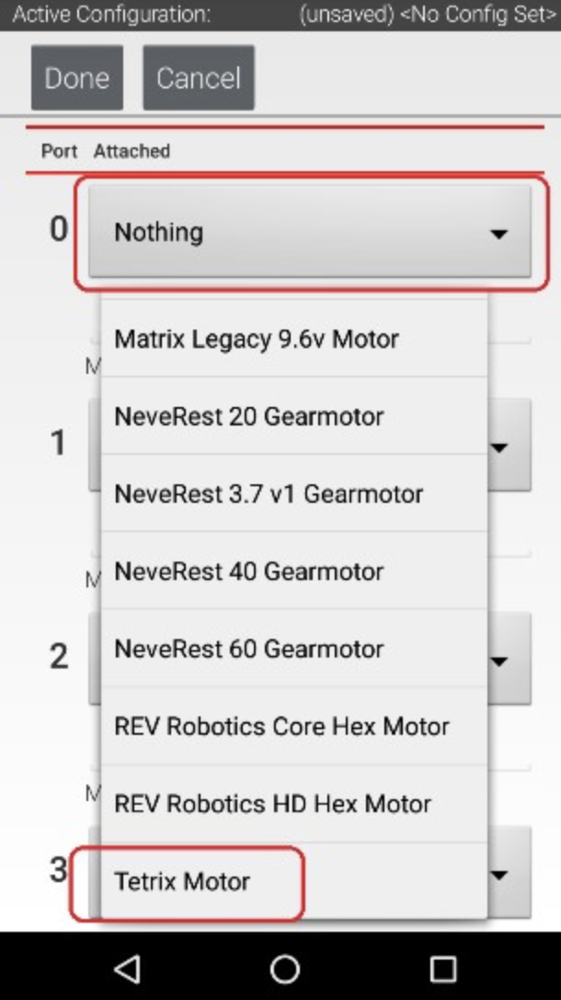 Active Configuration: (unsaved) <No Config Set>
Done Cancel
Port Attached
0 Nothing
Matrix Legacy 9.6v Motor
M
1 NeveRest 20 Gearmotor
NeveRest 3.7 v1 Gearmotor
NeveRest 40 Gearmotor
M
2 NeveRest 60 Gearmotor
REV Robotics Core Hex Motor
M
REV Robotics HD Hex Motor
3 Tetrix Motor